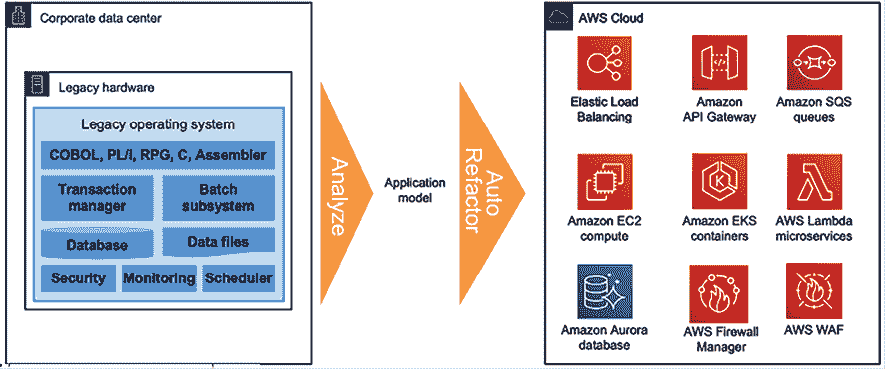 Corporate data center
Legacy hardware
Legacy operating system
COBOL, PL/I, RPG, C, Assembler
Transaction
manager
Batch
subsystem
Database
Data files
Security
Monitoring
Scheduler
Analyze
Application
model
Auto
Refactor
AWS Cloud
Elastic Load
Balancing
Amazon
API Gateway
Amazon SQS
queues
Amazon EC2
compute
Amazon EKS
containers
AWS Lambda
microservices
Amazon Aurora
database
AWS Firewall
Manager
AWS WAF